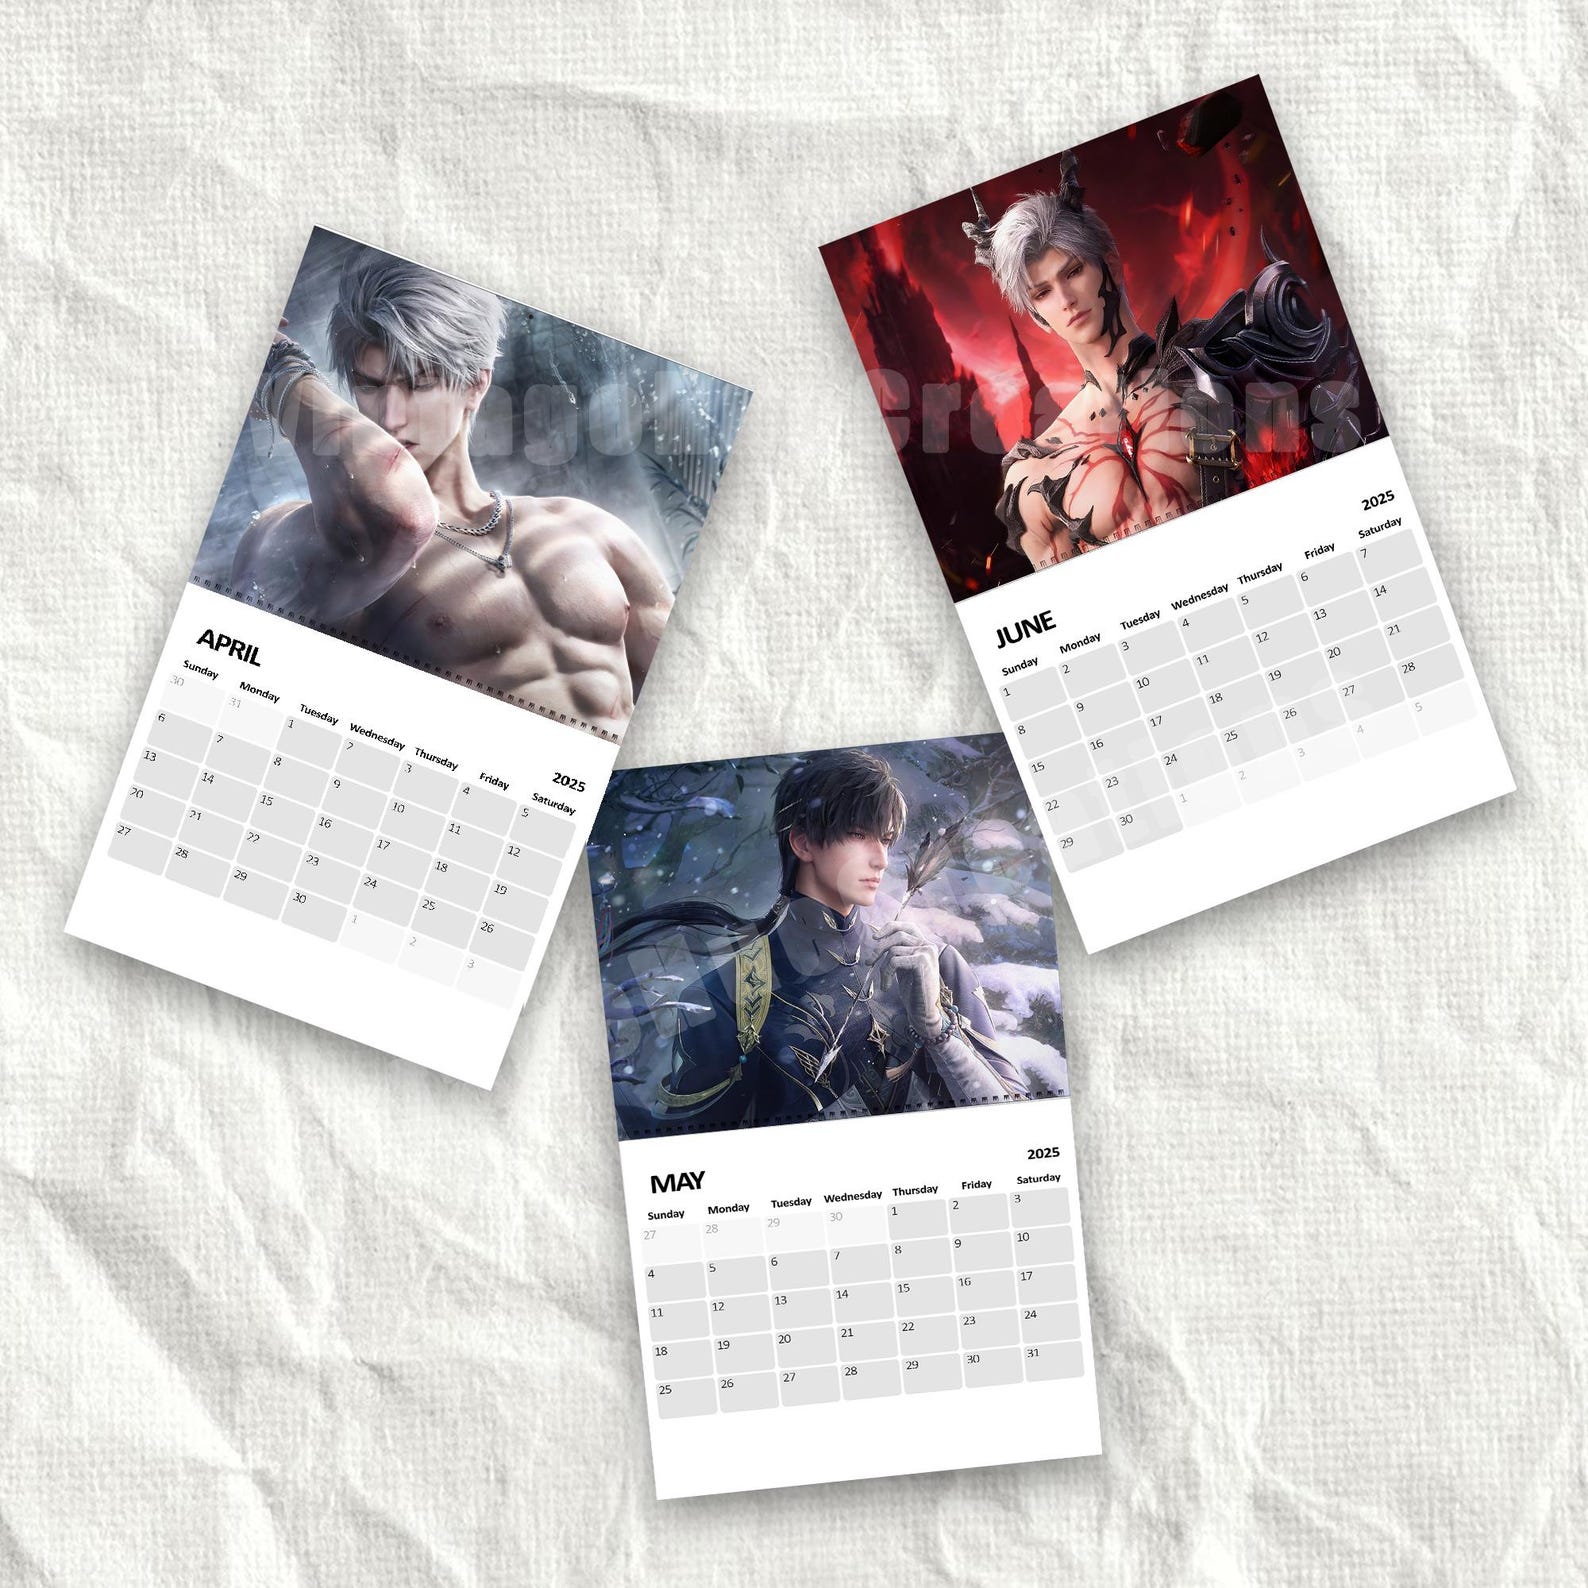 APRIL
2025
Sunday Monday Tuesday Wednesday Thursday Friday Saturday
30 31 1 2 3 4 5
6 7 8 9 10 11 12
13 14 15 16 17 18 19
20 21 22 23 24 25 26
27 28 29 30 1 2 3
JUNE
2025
Sunday Monday Tuesday Wednesday Thursday Friday Saturday
1 2 3 4 5 6 7
8 9 10 11 12 13 14
15 16 17 18 19 20 21
22 23 24 25 26 27 28
29 30 1 2 3 4 5
MAY
2025
Sunday Monday Tuesday Wednesday Thursday Friday Saturday
27 28 29 30 1 2 3
4 5 6 7 8 9 10
11 12 13 14 15 16 17
18 19 20 21 22 23 24
25 26 27 28 29 30 31